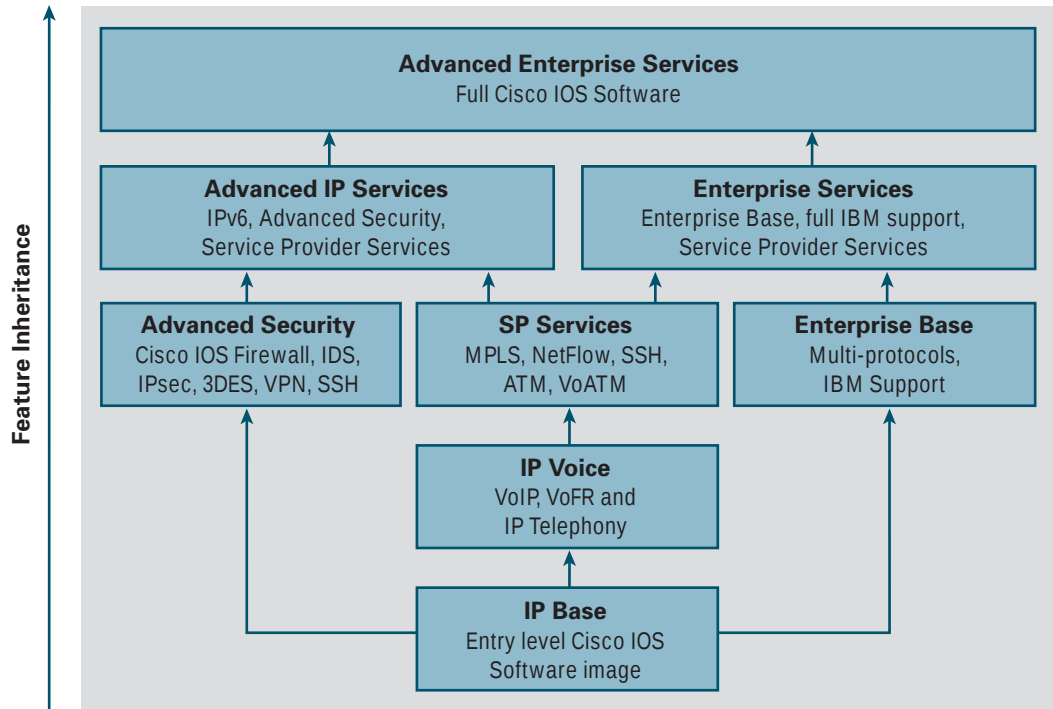 Feature Inheritance
Advanced Enterprise Services
Full Cisco IOS Software
Advanced IP Services
IPv6, Advanced Security,
Service Provider Services
Enterprise Services
Enterprise Base, full IBM support,
Service Provider Services
Advanced Security
Cisco IOS Firewall, IDS,
IPsec, 3DES, VPN, SSH
SP Services
MPLS, NetFlow, SSH,
ATM, VoATM
Enterprise Base
Multi-protocols,
IBM Support
IP Voice
VoIP, VoFR and
IP Telephony
IP Base
Entry level Cisco IOS
Software image